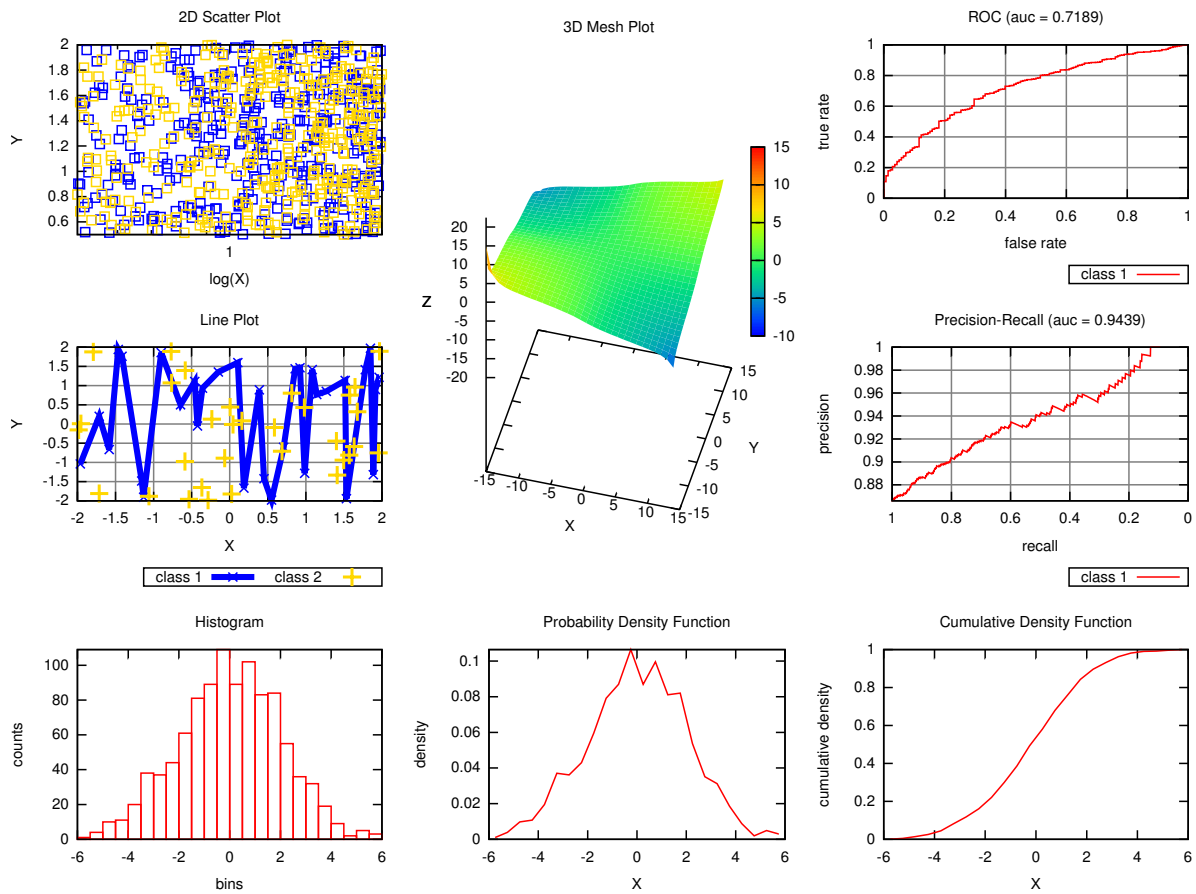 2D Scatter Plot
2
1.8
1.6
1.4
1.2
1
0.8
0.6
Y
1
log(X)
3D Mesh Plot
15
10
5
0
-5
-10
20
15
10
5
0
-5
-10
-15
-20
Z
-15 -10 -5 0 5 10 15
X
15
10
5
0
-5
-10
-15
Y
ROC (auc = 0.7189)
1
0.8
0.6
0.4
0.2
0
true rate
0 0.2 0.4 0.6 0.8 1
false rate
class 1
Line Plot
2
1.5
1
0.5
0
-0.5
-1
-1.5
-2
Y
-2 -1.5 -1 -0.5 0 0.5 1 1.5 2
X
class 1 class 2
Precision-Recall (auc = 0.9439)
1
0.98
0.96
0.94
0.92
0.9
0.88
precision
1 0.8 0.6 0.4 0.2 0
recall
class 1
Histogram
100
80
60
40
20
0
counts
-6 -4 -2 0 2 4 6
bins
Probability Density Function
0.1
0.08
0.06
0.04
0.02
0
density
-6 -4 -2 0 2 4 6
X
Cumulative Density Function
1
0.8
0.6
0.4
0.2
0
cumulative density
-6 -4 -2 0 2 4 6
X